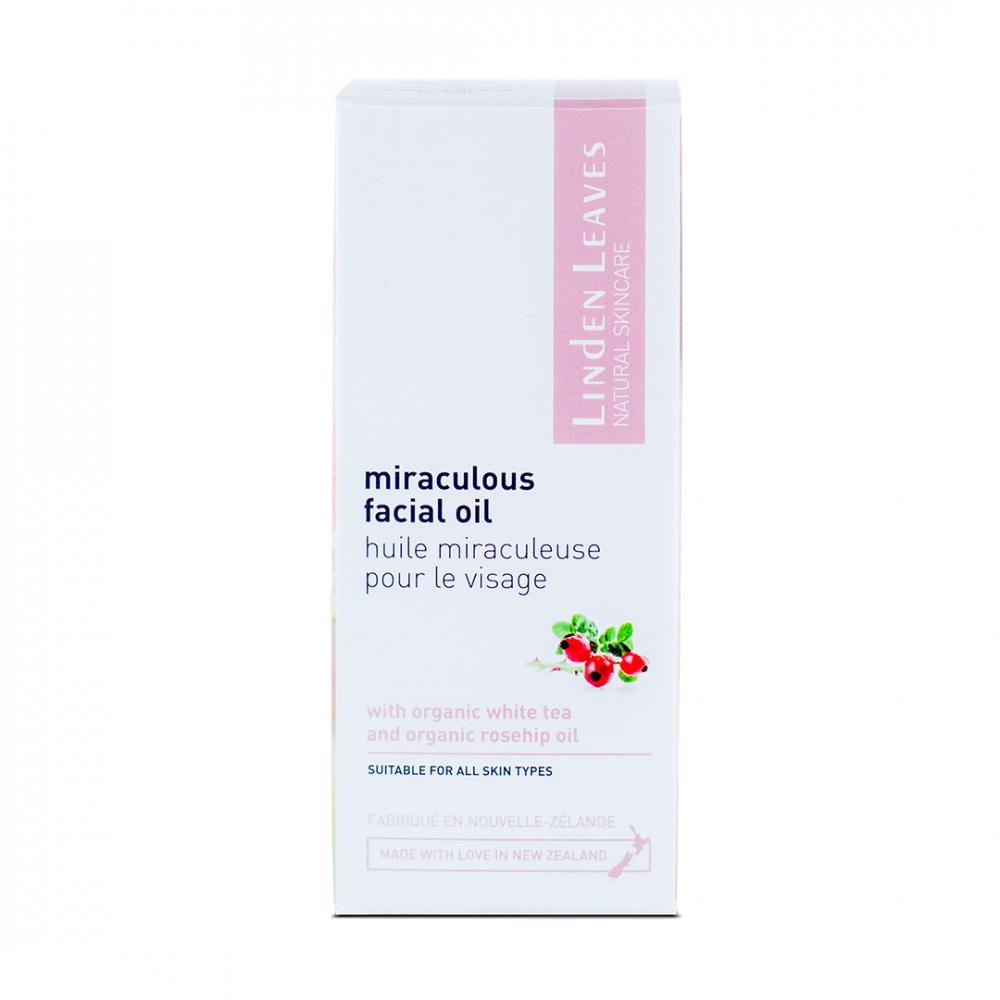 LINDEN LEAVES
NATURAL SKINCARE
miraculous
facial oil
huile miraculeuse
pour le visage
with organic white tea
and organic rosehip oil
SUITABLE FOR ALL SKIN TYPES
FABRIQUÉ EN NOUVELLE-ZÉLANDE
MADE WITH LOVE IN NEW ZEALAND